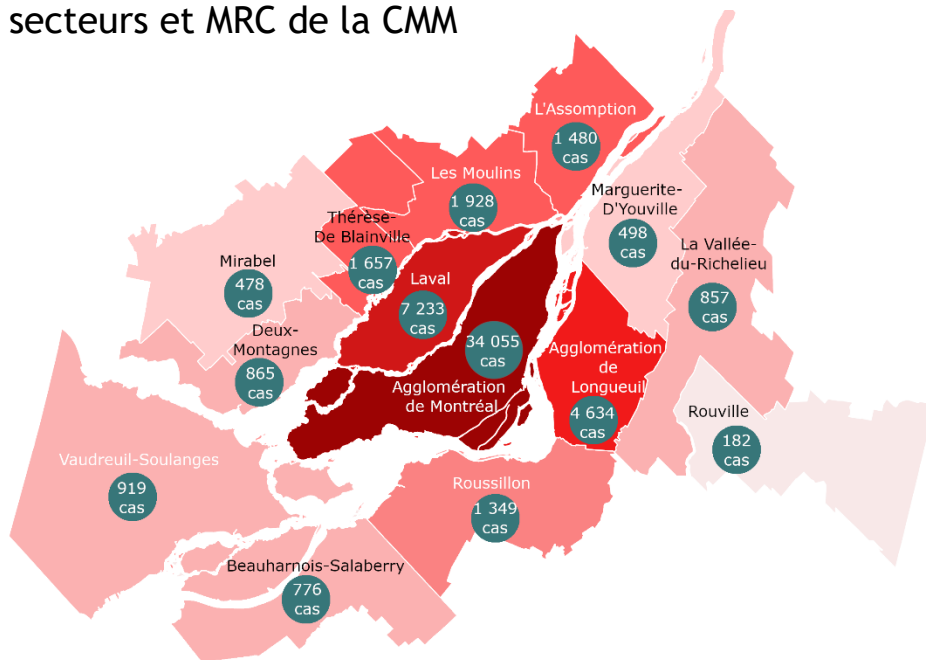 secteurs et MRC de la CMM
L'Assomption
1 480
cas
Les Moulins
1 928
cas
Marguerite-
D'Youville
498
cas
Thérèse-
De Blainville
1 657
cas
La Vallée-
du-Richelieu
857
cas
Mirabel
478
cas
Laval
7 233
cas
Deux-
Montagnes
865
cas
34 055
cas
Agglomération
de Montréal
Agglomération
de
Longueuil
4 634
cas
Rouville
182
cas
Vaudreuil-Soulanges
919
cas
Roussillon
1 349
cas
Beauharnois-Salaberry
776
cas